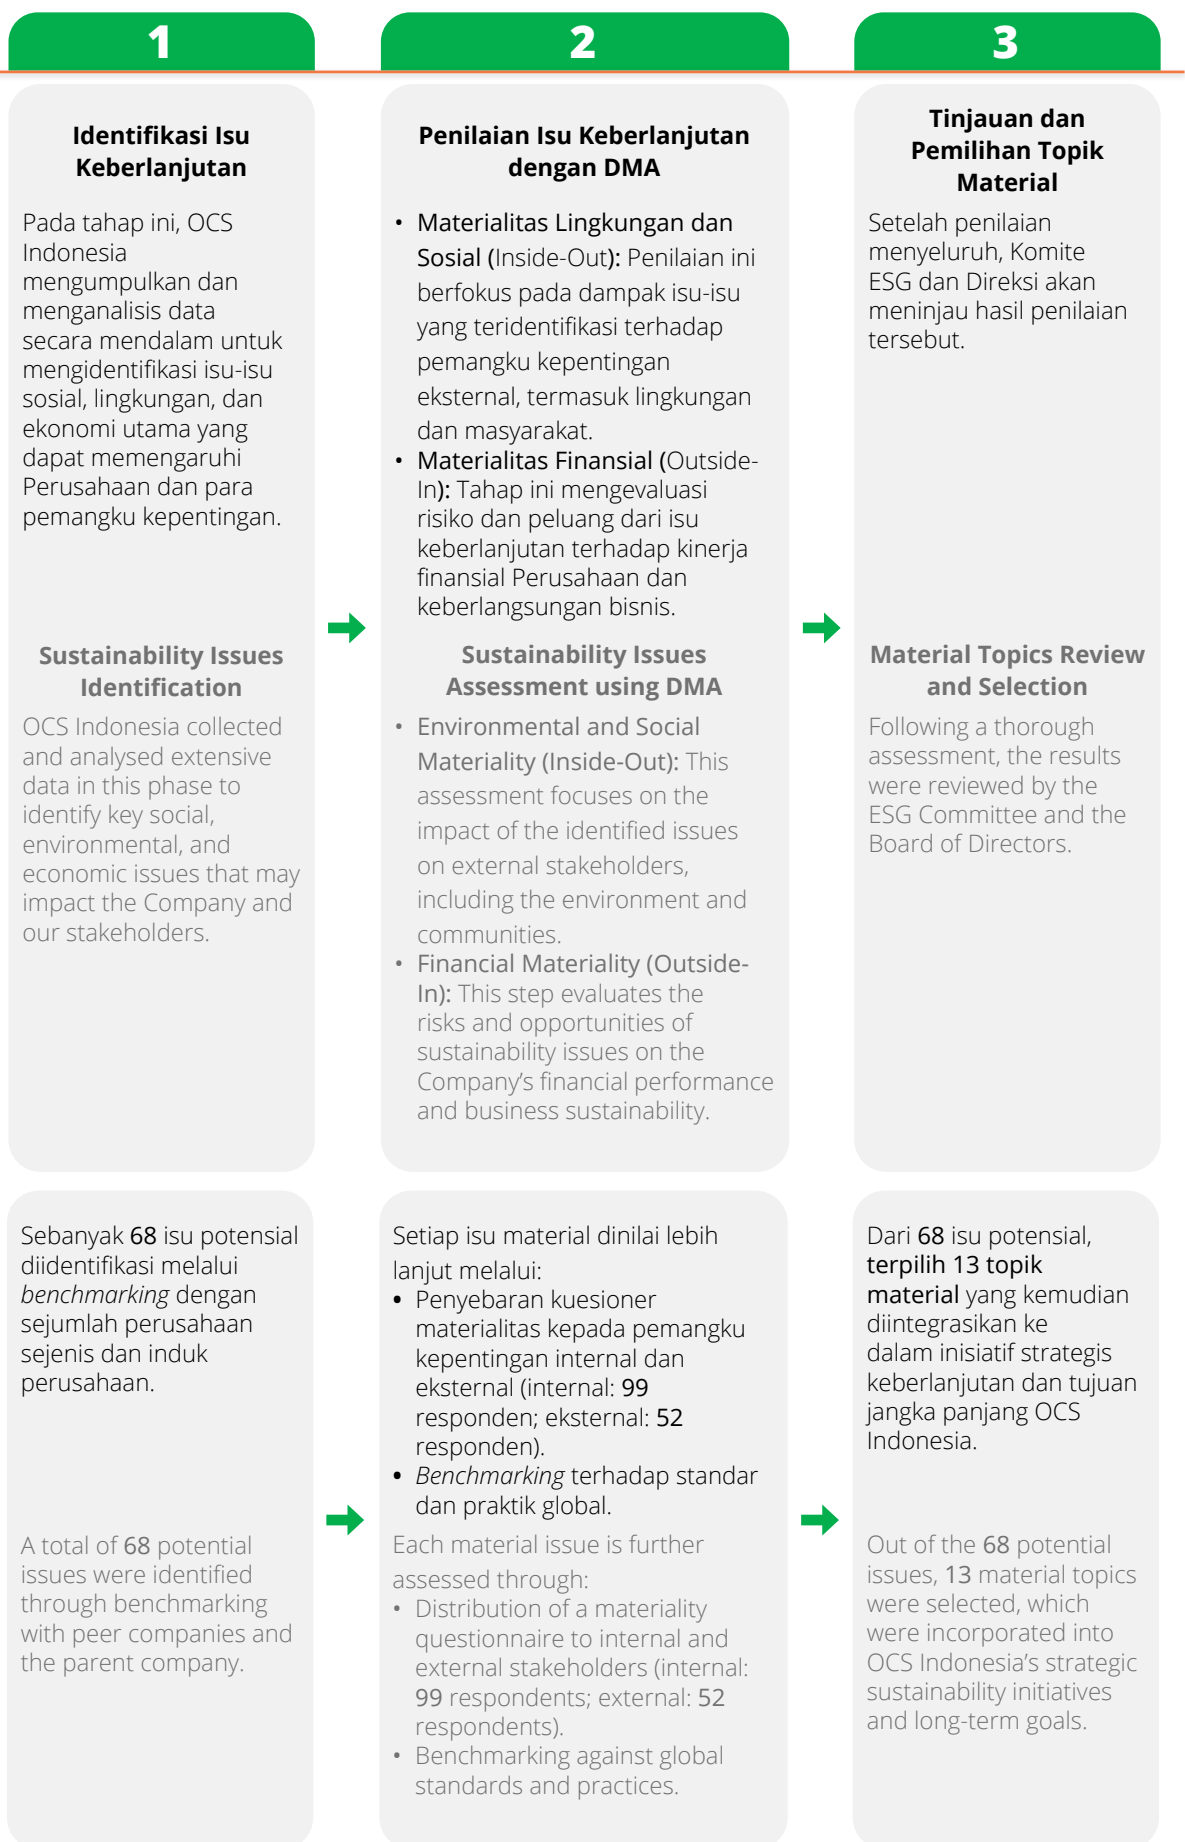 1
Identifikasi Isu
Keberlanjutan
Pada tahap ini, OCS
Indonesia
mengumpulkan dan
menganalisis data
secara mendalam untuk
mengidentifikasi isu-isu
sosial, lingkungan, dan
ekonomi utama yang
dapat memengaruhi
Perusahaan dan para
pemangku kepentingan.
Sustainability Issues
Identification
OCS Indonesia collected
and analysed extensive
data in this phase to
identify key social,
environmental, and
economic issues that may
impact the Company and
our stakeholders.
2
Penilaian Isu Keberlanjutan
dengan DMA
• Materialitas Lingkungan dan
Sosial (Inside-Out): Penilaian ini
berfokus pada dampak isu-isu
yang teridentifikasi terhadap
pemangku kepentingan
eksternal, termasuk lingkungan
dan masyarakat.
• Materialitas Finansial (Outside-
In): Tahap ini mengevaluasi
risiko dan peluang dari isu
keberlanjutan terhadap kinerja
finansial Perusahaan dan
keberlangsungan bisnis.
Sustainability Issues
Assessment using DMA
• Environmental and Social
Materiality (Inside-Out): This
assessment focuses on the
impact of the identified issues
on external stakeholders,
including the environment and
communities.
• Financial Materiality (Outside-
In): This step evaluates the
risks and opportunities of
sustainability issues on the
Company’s financial performance
and business sustainability.
3
Tinjauan dan
Pemilihan Topik
Material
Setelah penilaian
menyeluruh, Komite
ESG dan Direksi akan
meninjau hasil penilaian
tersebut.
Material Topics Review
and Selection
Following a thorough
assessment, the results
were reviewed by the
ESG Committee and the
Board of Directors.
Sebanyak 68 isu potensial
diidentifikasi melalui
benchmarking dengan
sejumlah perusahaan
sejenis dan induk
perusahaan.
A total of 68 potential
issues were identified
through benchmarking
with peer companies and
the parent company.
Setiap isu material dinilai lebih
lanjut melalui:
• Penyebaran kuesioner
materialitas kepada pemangku
kepentingan internal dan
eksternal (internal: 99
responden; eksternal: 52
responden).
• Benchmarking terhadap standar
dan praktik global.
Each material issue is further
assessed through:
• Distribution of a materiality
questionnaire to internal and
external stakeholders (internal:
99 respondents; external: 52
respondents).
• Benchmarking against global
standards and practices.
Dari 68 isu potensial,
terpilih 13 topik
material yang kemudian
diintegrasikan ke
dalam inisiatif strategis
keberlanjutan dan tujuan
jangka panjang OCS
Indonesia.
Out of the 68 potential
issues, 13 material topics
were selected, which
were incorporated into
OCS Indonesia’s strategic
sustainability initiatives
and long-term goals.